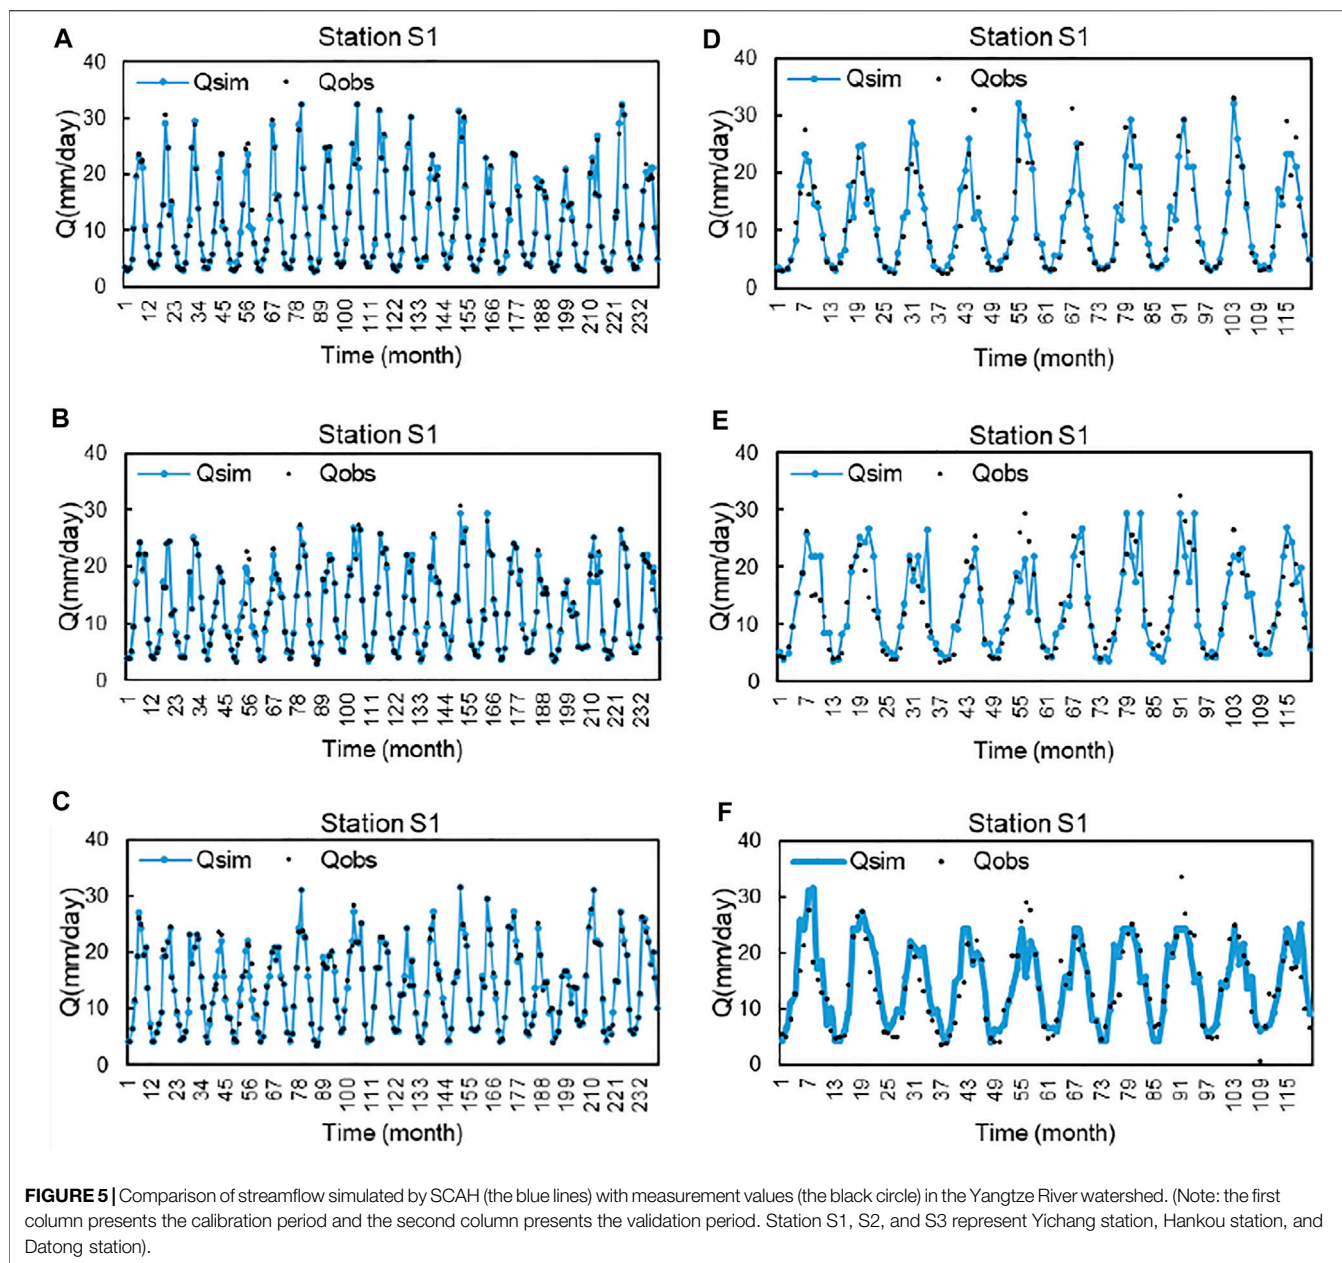 A
Station S1
Qsim Qobs
Q(mm/day)
40
30
20
10
0
1 12 23 34 45 56 67 78 89 100 111 122 133 144 155 166 177 188 199 210 221 232
Time (month)
D
Station S1
Qsim Qobs
Q(mm/day)
40
30
20
10
0
1 7 13 19 25 31 37 43 49 55 61 67 73 79 85 91 97 103 109 115
Time (month)
B
Station S1
Qsim Qobs
Q(mm/day)
40
30
20
10
0
1 12 23 34 45 56 67 78 89 100 111 122 133 144 155 166 177 188 199 210 221 232
Time (month)
E
Station S1
Qsim Qobs
Q(mm/day)
40
30
20
10
0
1 7 13 19 25 31 37 43 49 55 61 67 73 79 85 91 97 103 109 115
Time (month)
C
Station S1
Qsim Qobs
Q(mm/day)
40
30
20
10
0
1 12 23 34 45 56 67 78 89 100 111 122 133 144 155 166 177 188 199 210 221 232
Time (month)
F
Station S1
Qsim Qobs
Q(mm/day)
40
30
20
10
0
1 7 13 19 25 31 37 43 49 55 61 67 73 79 85 91 97 103 109 115
Time (month)
FIGURE 5 | Comparison of streamflow simulated by SCAH (the blue lines) with measurement values (the black circle) in the Yangtze River watershed. (Note: the first
column presents the calibration period and the second column presents the validation period. Station S1, S2, and S3 represent Yichang station, Hankou station, and
Datong station).